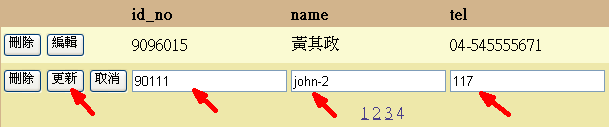 id_no name tel
刪除 編輯 9096015 黃其政 04-545555671
刪除 更新 取消 90111 john-2 117
1 2 3 4